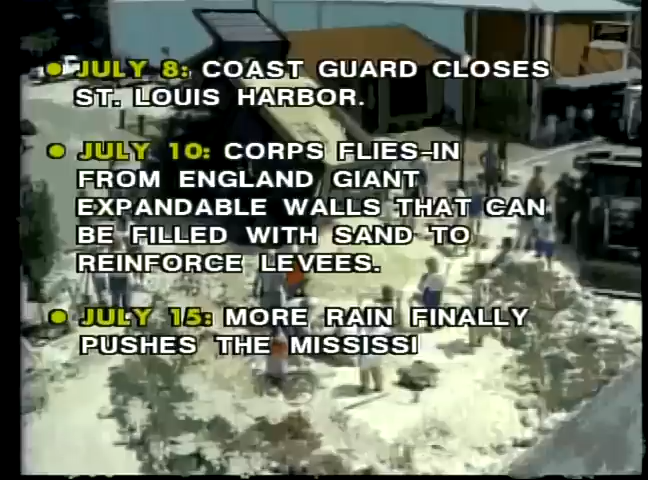 • JULY 8: COAST GUARD CLOSES
ST. LOUIS HARBOR.
• JULY 10: CORPS FLIES-IN
FROM ENGLAND GIANT
EXPANDABLE WALLS THAT CAN
BE FILLED WITH SAND TO
REINFORCE LEVEES.
• JULY 15: MORE RAIN FINALLY
PUSHES THE MISSISSI